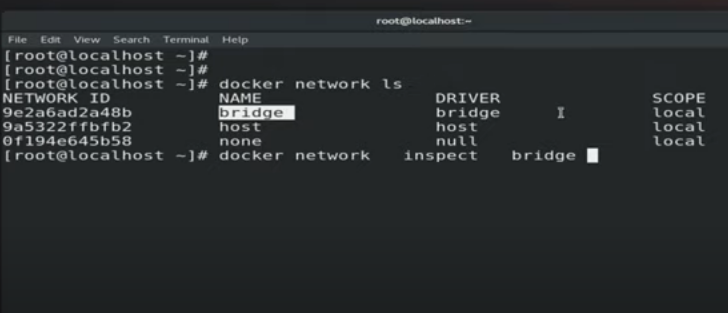 root@localhost:~
File Edit View Search Terminal Help
[root@localhost ~]#
[root@localhost ~]#
[root@localhost ~]# docker network ls
NETWORK ID NAME DRIVER SCOPE
9e2a6ad2a48b bridge bridge local
9a5322ffbfb2 host host local
0f194e645b58 none null local
[root@localhost ~]# docker network inspect bridge